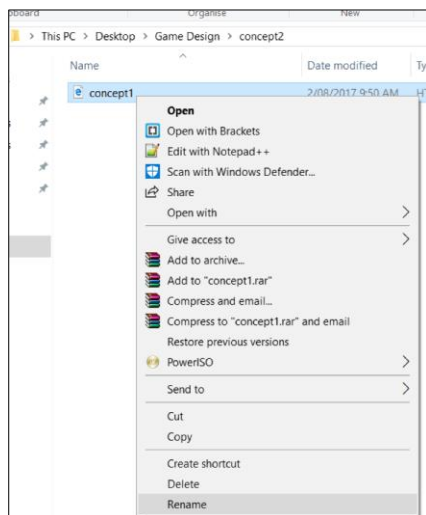 Organise
New
> This PC > Desktop > Game Design > concept2
Name
Date modified
concept1
2/08/2017 9:50 AM
Open
Open with Brackets
Edit with Notepad++
Scan with Windows Defender...
Share
Open with
Give access to
Add to archive...
Add to "concept1.rar"
Compress and email...
Compress to "concept1.rar" and email
Restore previous versions
PowerISO
Send to
Cut
Copy
Create shortcut
Delete
Rename